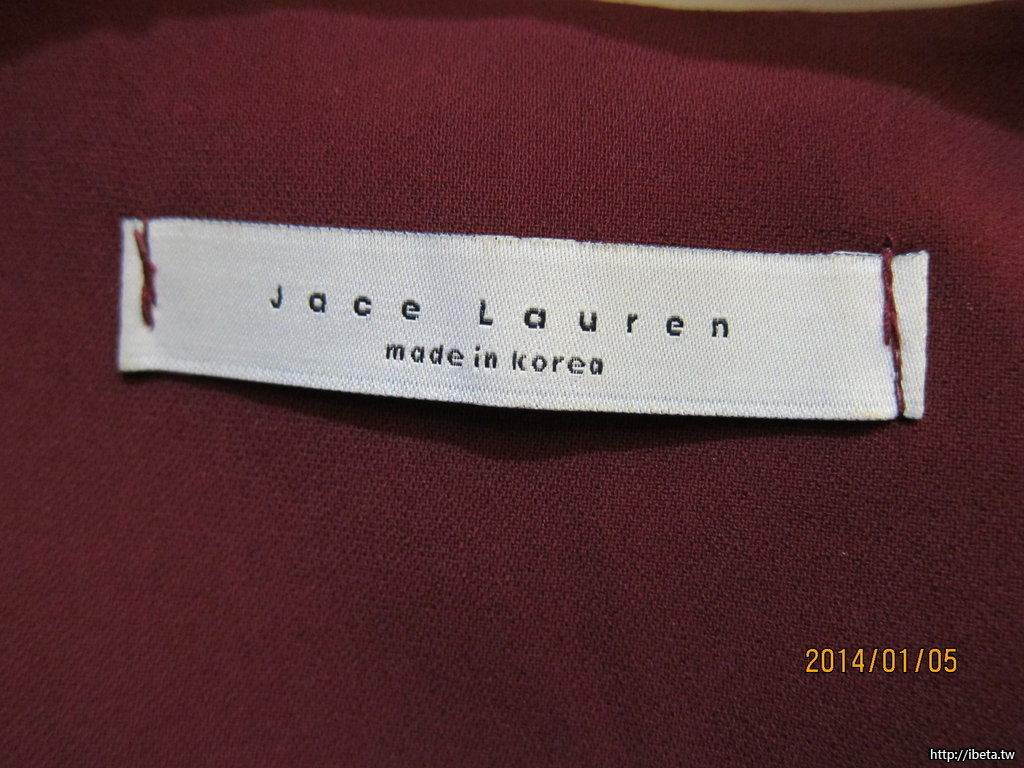 Jace Lauren
made in korea
2014/01/05
http://ibeta.tw